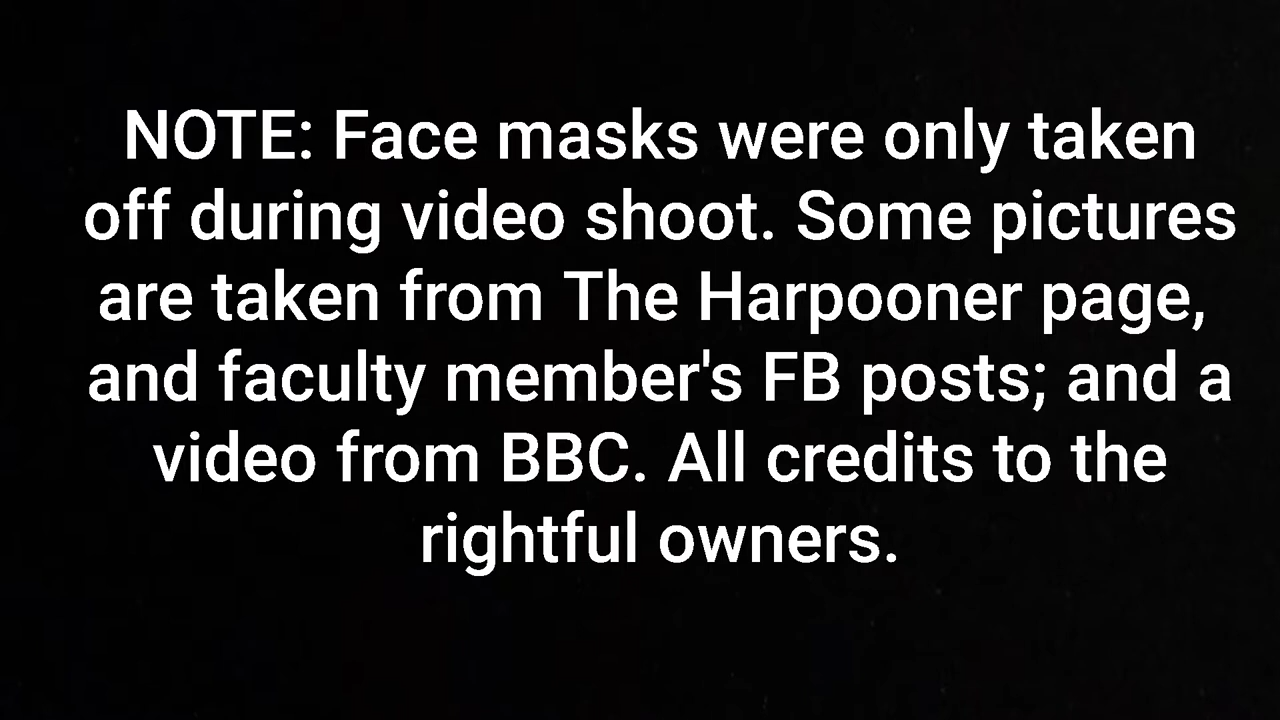 NOTE: Face masks were only taken
off during video shoot. Some pictures
are taken from The Harpooner page,
and faculty member's FB posts; and a
video from BBC. All credits to the
rightful owners.